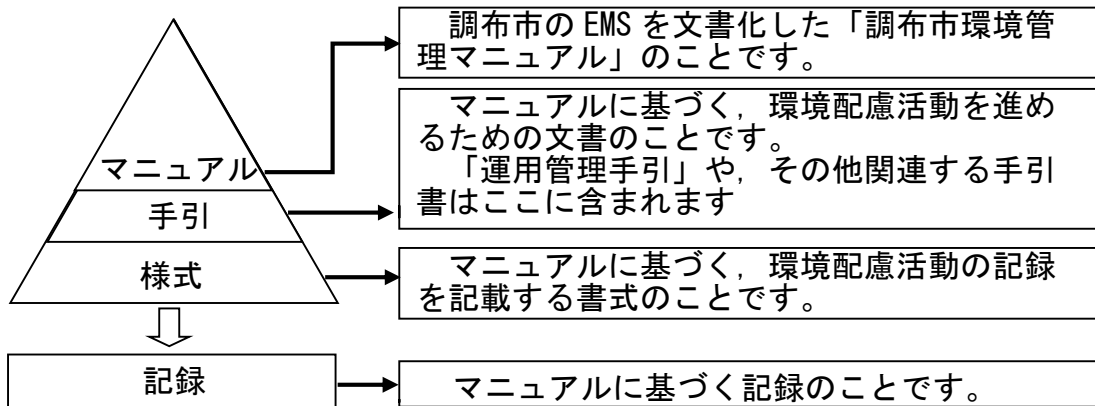 調布市のEMSを文書化した「調布市環境管
理マニュアル」のことです。
マニュアルに基づく，環境配慮活動を進め
るための文書のことです。
「運用管理手引」や，その他関連する手引
書はここに含まれます
マニュアル
手引
様式
マニュアルに基づく，環境配慮活動の記録
を記載する書式のことです。
記録
マニュアルに基づく記録のことです。